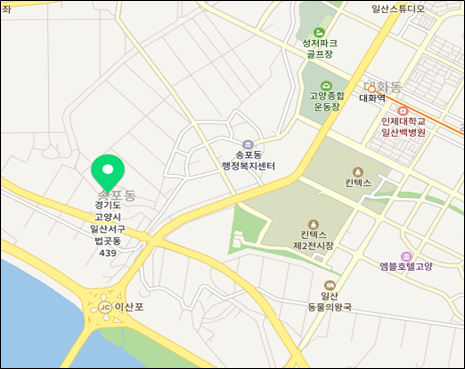 좌
일산스튜디오
성저파크
골프장
대화동
고양종합
운동장
대화역
인제대학교
일산백병원
송포동
행정복지센터
킨텍스
송포동
경기도
고양시
일산서구
법곳동
439
킨텍스
제2전시장
엠블호텔고양
일산
동물의왕국
JC 이산포